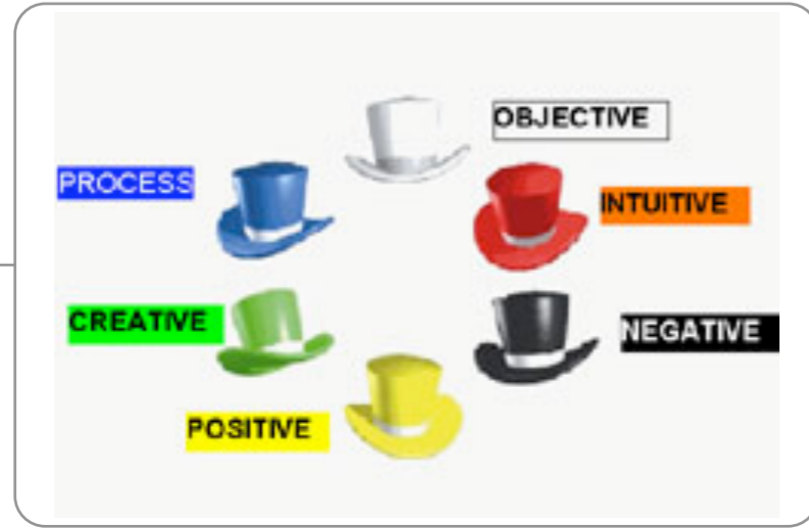 OBJECTIVE
PROCESS
INTUITIVE
CREATIVE
NEGATIVE
POSITIVE